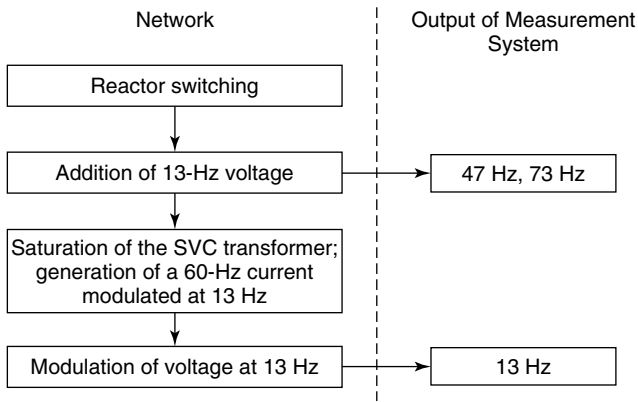 Network
Output of Measurement
System
Reactor switching
Addition of 13-Hz voltage
47 Hz, 73 Hz
Saturation of the SVC transformer;
generation of a 60-Hz current
modulated at 13 Hz
Modulation of voltage at 13 Hz
13 Hz